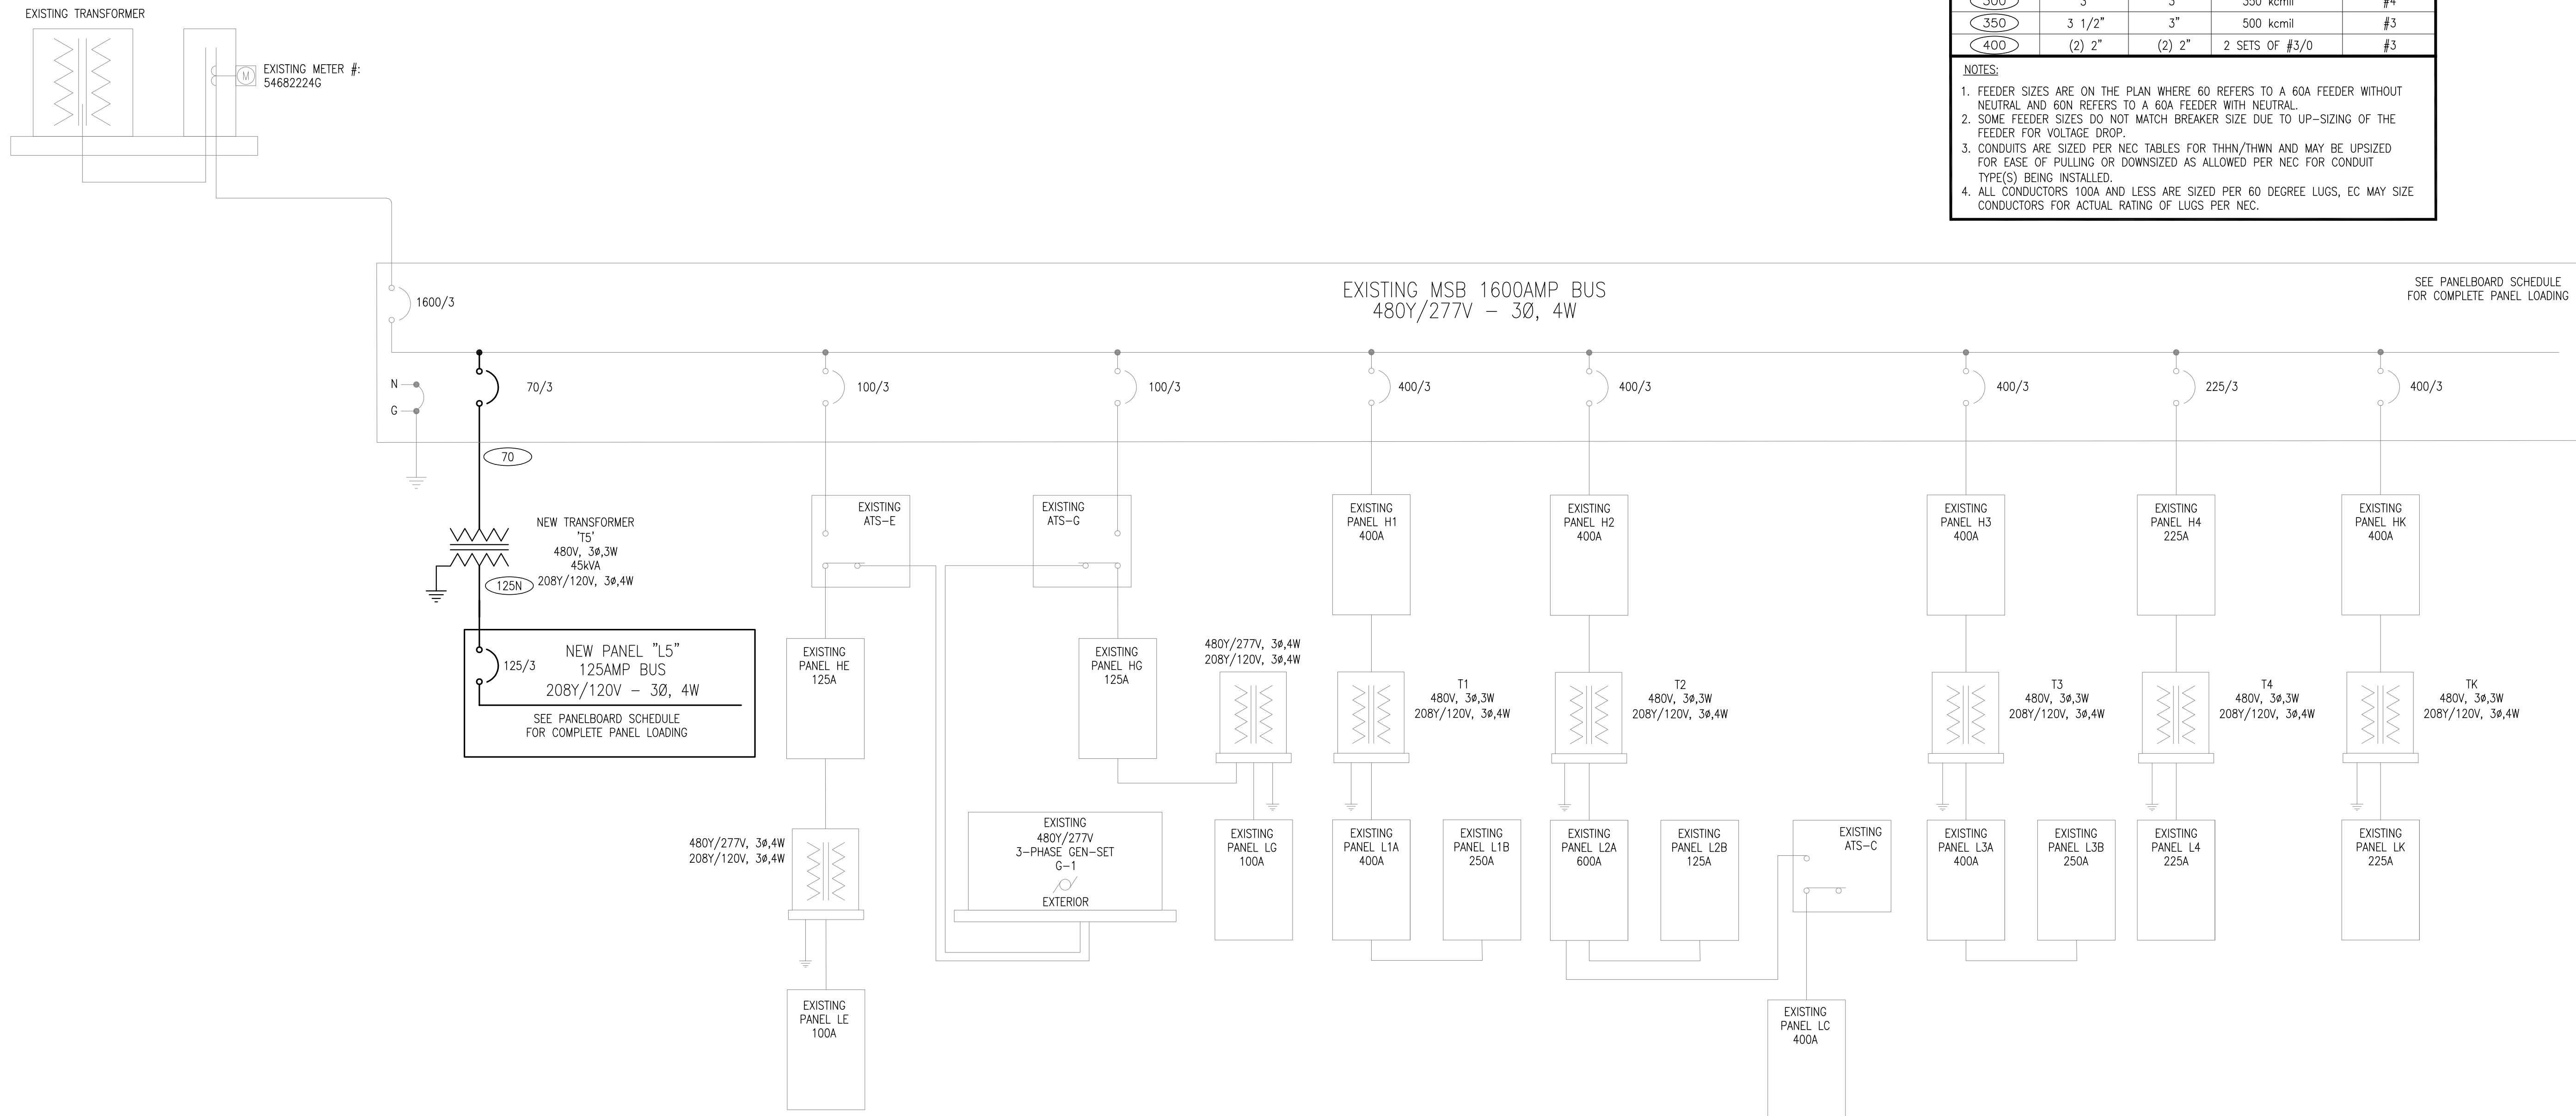 EXISTING TRANSFORMER
EXISTING METER #:
54682224G
M
300 3" 3" 350 kcmil #4
350 3 1/2" 3" 500 kcmil #3
400 (2) 2" (2) 2" 2 SETS OF #3/0 #3
NOTES:
1. FEEDER SIZES ARE ON THE PLAN WHERE 60 REFERS TO A 60A FEEDER WITHOUT
NEUTRAL AND 60N REFERS TO A 60A FEEDER WITH NEUTRAL.
2. SOME FEEDER SIZES DO NOT MATCH BREAKER SIZE DUE TO UP-SIZING OF THE
FEEDER FOR VOLTAGE DROP.
3. CONDUITS ARE SIZED PER NEC TABLES FOR THHN/THWN AND MAY BE UPSIZED
FOR EASE OF PULLING OR DOWNSIZED AS ALLOWED PER NEC FOR CONDUIT
TYPE(S) BEING INSTALLED.
4. ALL CONDUCTORS 100A AND LESS ARE SIZED PER 60 DEGREE LUGS, EC MAY SIZE
CONDUCTORS FOR ACTUAL RATING OF LUGS PER NEC.
EXISTING MSB 1600AMP BUS
480Y/277V - 3Ø, 4W
SEE PANELBOARD SCHEDULE
FOR COMPLETE PANEL LOADING
1600/3
N
G
70/3
100/3
100/3
400/3
400/3
400/3
225/3
400/3
70
NEW TRANSFORMER
'T5'
480V, 3ø,3W
45kVA
208Y/120V, 3ø,4W
125N
125/3
NEW PANEL "L5"
125AMP BUS
208Y/120V - 3Ø, 4W
SEE PANELBOARD SCHEDULE
FOR COMPLETE PANEL LOADING
EXISTING
ATS-E
EXISTING
ATS-G
EXISTING
PANEL H1
400A
EXISTING
PANEL H2
400A
EXISTING
PANEL H3
400A
EXISTING
PANEL H4
225A
EXISTING
PANEL HK
400A
EXISTING
PANEL HE
125A
EXISTING
PANEL HG
125A
480Y/277V, 3ø,4W
208Y/120V, 3ø,4W
T1
480V, 3ø,3W
208Y/120V, 3ø,4W
T2
480V, 3ø,3W
208Y/120V, 3ø,4W
T3
480V, 3ø,3W
208Y/120V, 3ø,4W
T4
480V, 3ø,3W
208Y/120V, 3ø,4W
TK
480V, 3ø,3W
208Y/120V, 3ø,4W
480Y/277V, 3ø,4W
208Y/120V, 3ø,4W
EXISTING
480Y/277V
3-PHASE GEN-SET
G-1
EXTERIOR
EXISTING
PANEL LG
100A
EXISTING
PANEL L1A
400A
EXISTING
PANEL L1B
250A
EXISTING
PANEL L2A
600A
EXISTING
PANEL L2B
125A
EXISTING
ATS-C
EXISTING
PANEL L3A
400A
EXISTING
PANEL L3B
250A
EXISTING
PANEL L4
225A
EXISTING
PANEL LK
225A
EXISTING
PANEL LE
100A
EXISTING
PANEL LC
400A